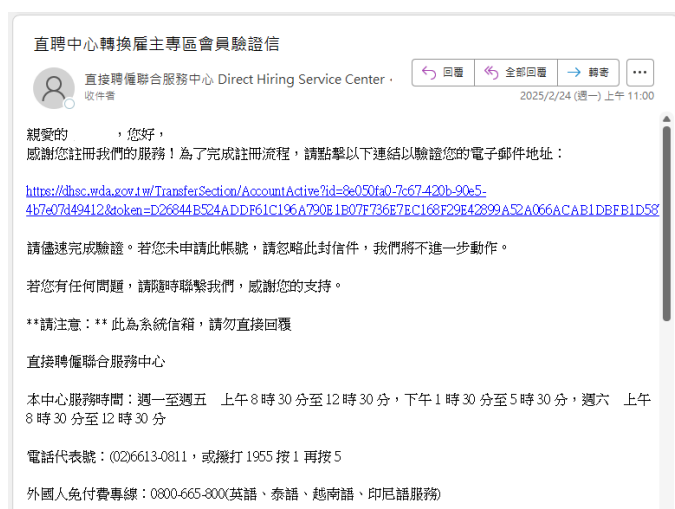 直聘中心轉換雇主專區會員驗證信
直接聘僱聯合服務中心 Direct Hiring Service Center
收件者
回覆
全部回覆
轉寄
2025/2/24 (週一) 上午 11:00
親愛的 ，您好，
感謝您註冊我們的服務！為了完成註冊流程，請點擊以下連結以驗證您的電子郵件地址：
https://dhsc.wda.gov.tw/TransferSection/AccountActive?id=8e050fa0-7c67-420b-90e5-
4b7e07d49412&token=D26844B524ADDF61C196A790E1B07F736E7EC168F29E42899A52A066ACAB1DBFB1D58
請儘速完成驗證。若您未申請此帳號，請忽略此封信件，我們將不進一步動作。
若您有任何問題，請隨時聯繫我們，感謝您的支持。
**請注意：** 此為系統信箱，請勿直接回覆
直接聘僱聯合服務中心
本中心服務時間：週一至週五　上午 8 時 30 分至 12 時 30 分，下午 1 時 30 分至 5 時 30 分，週六　上午
8 時 30 分至 12 時 30 分
電話代表號：(02)6613-0811，或撥打 1955 按 1 再按 5
外國人免付費專線：0800-665-800(英語、泰語、越南語、印尼語服務)